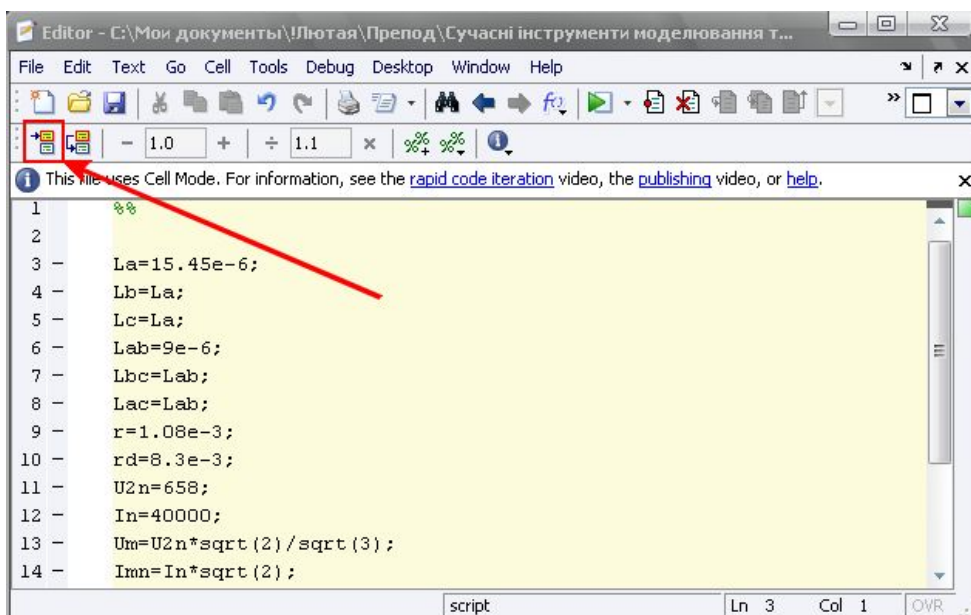 Editor - C:\Мои документы\!Лютая\Препод\Сучасні інструменти моделювання т...
File Edit Text Go Cell Tools Debug Desktop Window Help
- 1.0 + ÷ 1.1 ×
This file uses Cell Mode. For information, see the rapid code iteration video, the publishing video, or help.
1 %%
2
3 - La=15.45e-6;
4 - Lb=La;
5 - Lc=La;
6 - Lab=9e-6;
7 - Lbc=Lab;
8 - Lac=Lab;
9 - r=1.08e-3;
10 - rd=8.3e-3;
11 - U2n=658;
12 - In=40000;
13 - Um=U2n*sqrt(2)/sqrt(3);
14 - Imn=In*sqrt(2);
script Ln 3 Col 1 OVR